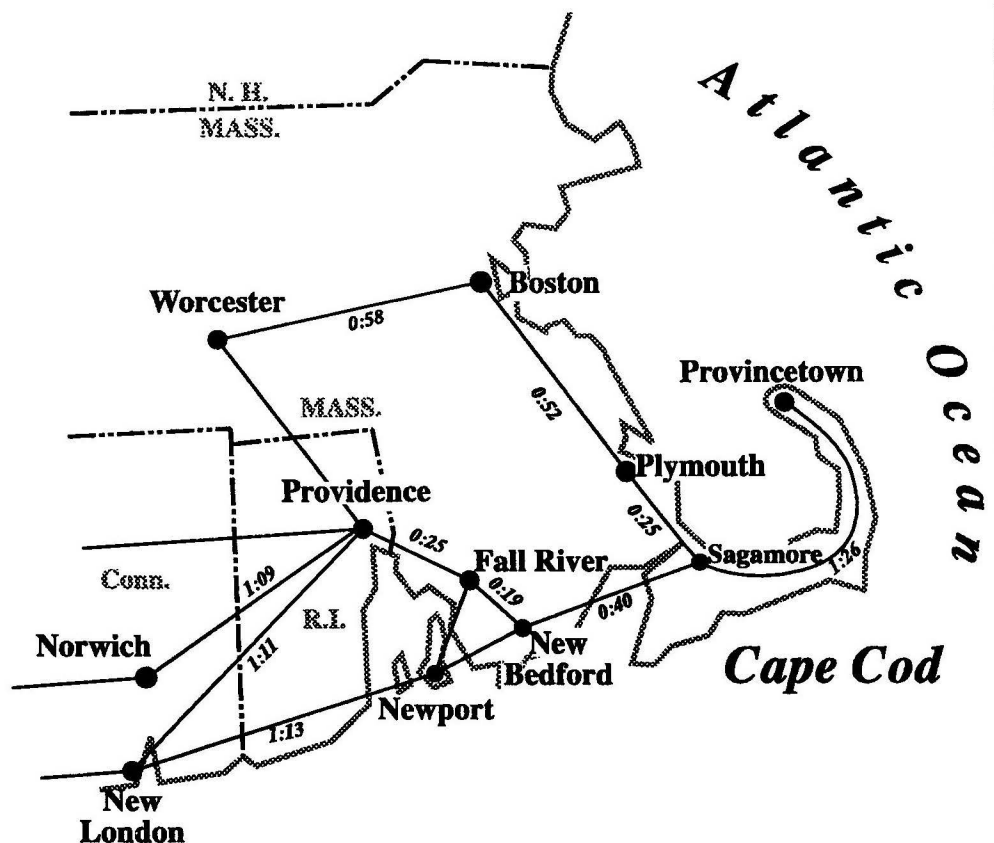 N. H.
MASS.
Atlantic Ocean
Boston
Worcester
0:58
Provincetown
0:52
MASS.
Plymouth
Providence
0:25
0:25
Sagamore
Fall River
1:26
Conn.
1:09
0:19
0:40
R.I.
New
Bedford
Norwich
1:11
Cape Cod
Newport
1:13
New
London